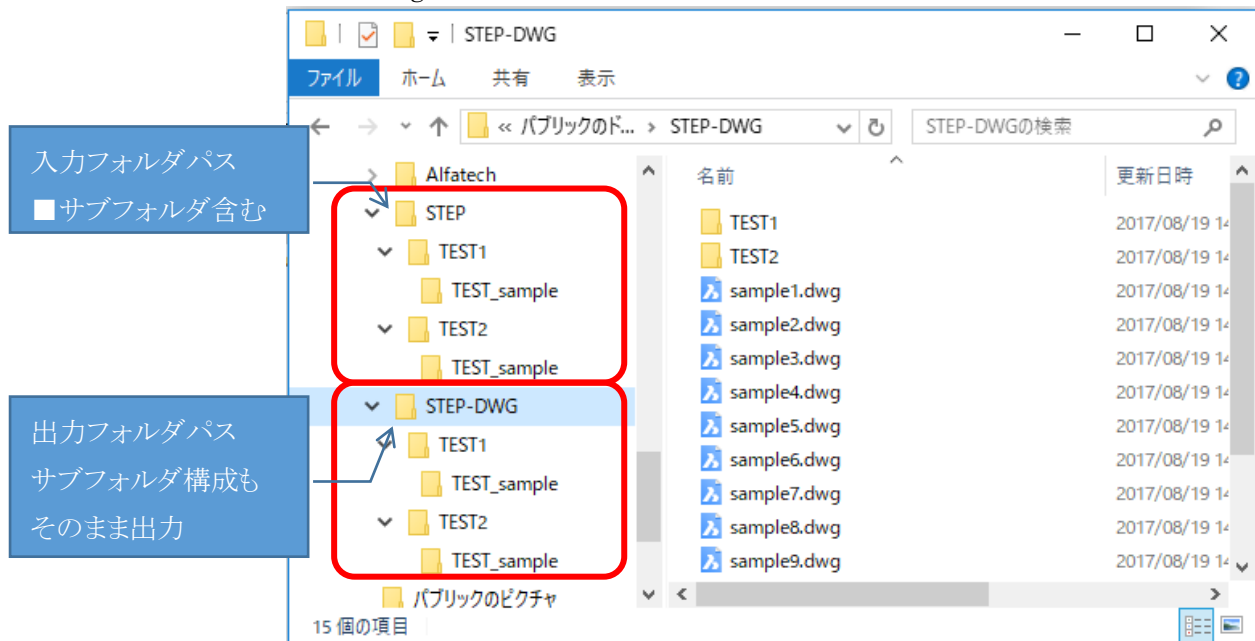 g
STEP-DWG
ファイル ホーム 共有 表示
« パブリックのド... › STEP-DWG STEP-DWGの検索
入力フォルダパス
■サブフォルダ含む
Alfatech
STEP
TEST1
TEST_sample
TEST2
TEST_sample
STEP-DWG
TEST1
TEST_sample
TEST2
TEST_sample
パブリックのピクチャ
出力フォルダパス
サブフォルダ構成も
そのまま出力
名前 更新日時
TEST1 2017/08/19 14
TEST2 2017/08/19 14
sample1.dwg 2017/08/19 14
sample2.dwg 2017/08/19 14
sample3.dwg 2017/08/19 14
sample4.dwg 2017/08/19 14
sample5.dwg 2017/08/19 14
sample6.dwg 2017/08/19 14
sample7.dwg 2017/08/19 14
sample8.dwg 2017/08/19 14
sample9.dwg 2017/08/19 14
15 個の項目